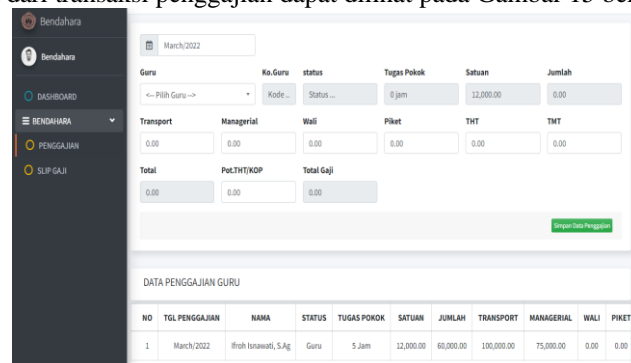 dari transaksi penggajian dapat dilihat pada Gambar 13 ber
Bendahara
Bendahara
DASHBOARD
BENDAHARA
PENGGAJIAN
SLIP GAJI
March/2022
Guru Ko.Guru status Tugas Pokok Satuan Jumlah
<-- Pilih Guru --> Kode .. Status ... 0 jam 12,000.00 0.00
Transport Managerial Wali Piket THT TMT
0.00 0.00 0.00 0.00 0.00 0.00
Total Pot.THT/KOP Total Gaji
0.00 0.00 0.00
Simpan Data Penggajian
DATA PENGGAJIAN GURU
NO TGL PENGGAJIAN NAMA STATUS TUGAS POKOK SATUAN JUMLAH TRANSPORT MANAGERIAL WALI PIKET
1 March/2022 Ifroh Isnawati, S.Ag Guru 5 Jam 12,000.00 60,000.00 100,000.00 75,000.00 0.00 0.00